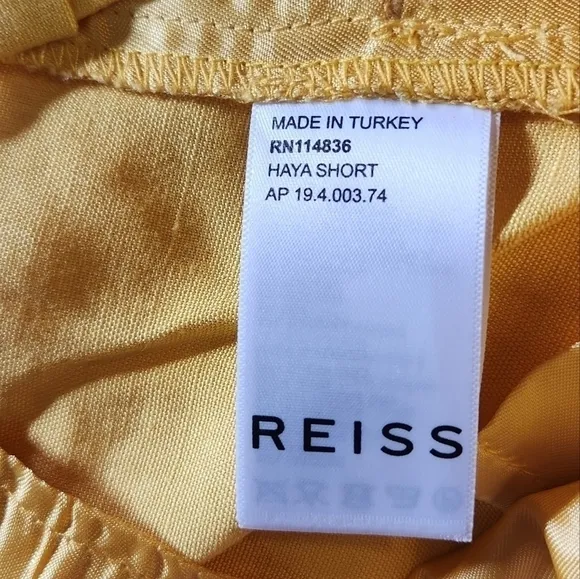 MADE IN TURKEY
RN114836
HAYA SHORT
AP 19.4.003.74
REISS